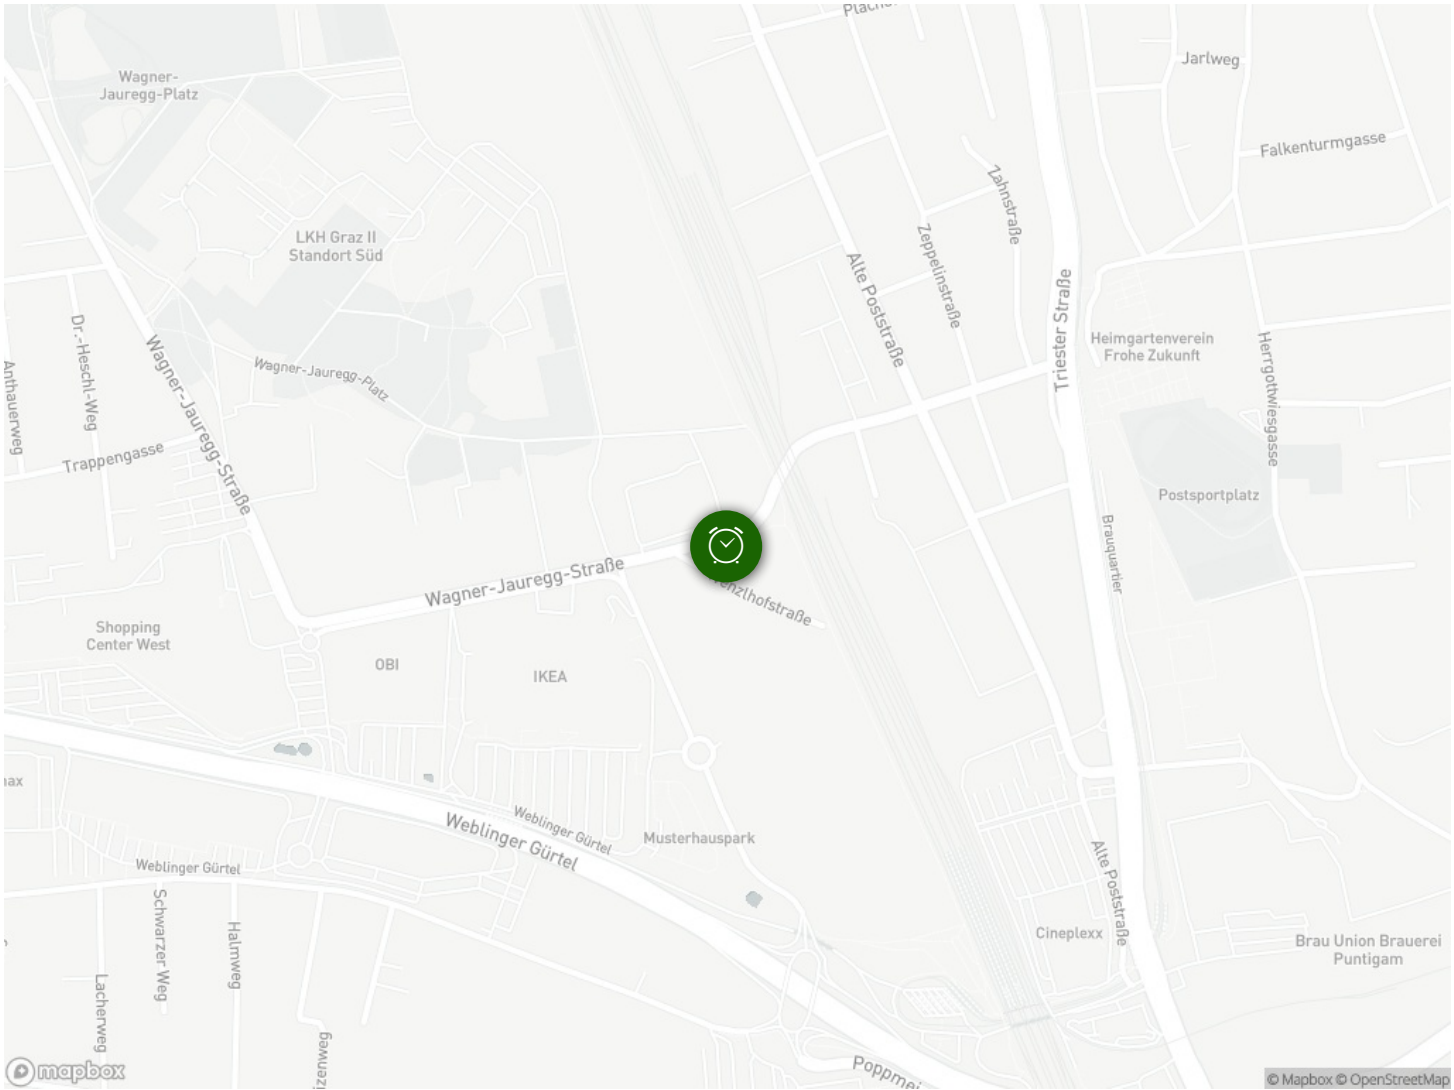 Wagner-
Jauregg-Platz
Jarlweg
Falkenturmgasse
Zahnstraße
LKH Graz II
Standort Süd
Zeppelinstraße
Alte Poststraße
Triester Straße
Heimgartenverein
Frohe Zukunft
Herrgottwiesgasse
Dr.-Heschl-Weg
Anthauerweg
Wagner-Jauregg-Straße
Wagner-Jauregg-Platz
Trappengasse
Postsportplatz
Brauquartier
Wagner-Jauregg-Straße
Shopping
Center West
OBI
IKEA
Weblinger Gürtel
Weblinger Gürtel
Musterhauspark
Weblinger Gürtel
Schwarzer Weg
Halmweg
Lacherweg
Alte Poststraße
Cineplexx
Brau Union Brauerei
Puntigam
mapbox
© Mapbox © OpenStreetMap